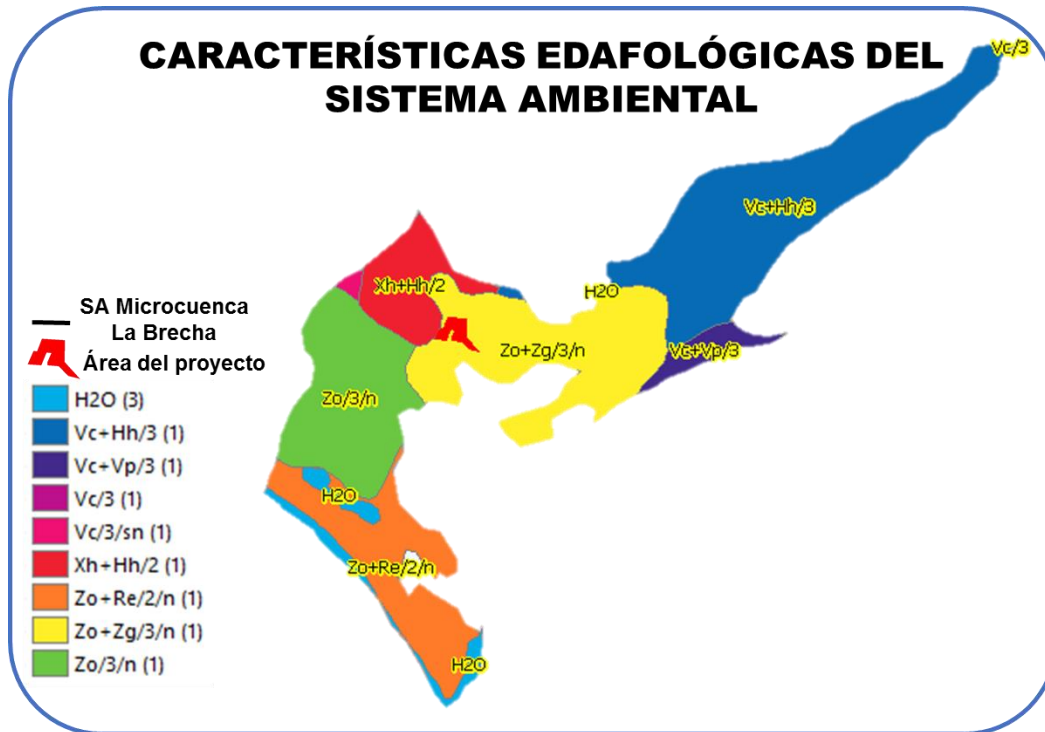 CARACTERÍSTICAS EDAFOLÓGICAS DEL
SISTEMA AMBIENTAL
Vc/3
Vc+Hh/3
Xh+Hh/2
H2O
Zo+Zg/3/n
Vc+Vp/3
Zo/3/n
H2O
Zo+Re/2/n
H2O
SA Microcuenca
La Brecha
Área del proyecto
H2O (3)
Vc+Hh/3 (1)
Vc+Vp/3 (1)
Vc/3 (1)
Vc/3/sn (1)
Xh+Hh/2 (1)
Zo+Re/2/n (1)
Zo+Zg/3/n (1)
Zo/3/n (1)